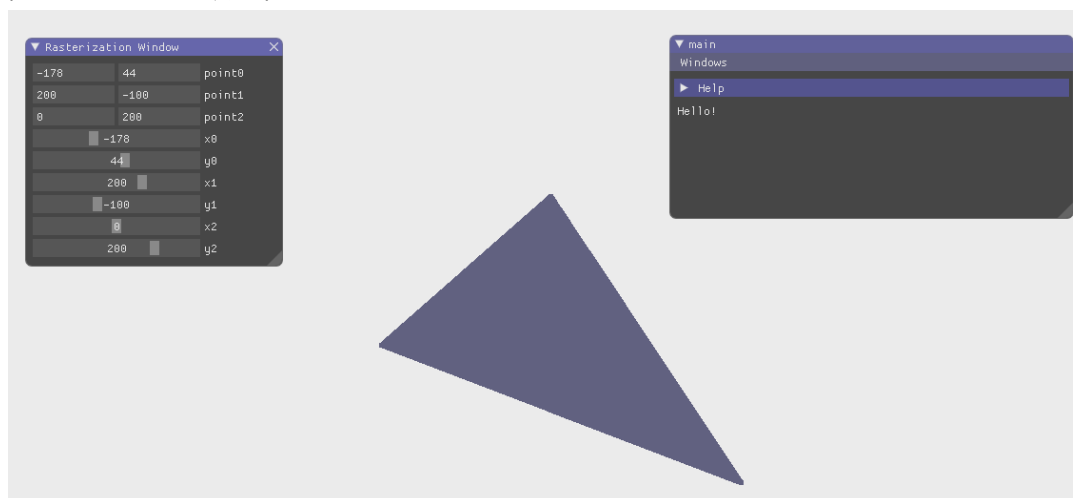 Rasterization Window
-178 44 point0
200 -100 point1
0 200 point2
-178 x0
44 y0
200 x1
-100 y1
0 x2
200 y2
main
Windows
Help
Hello!